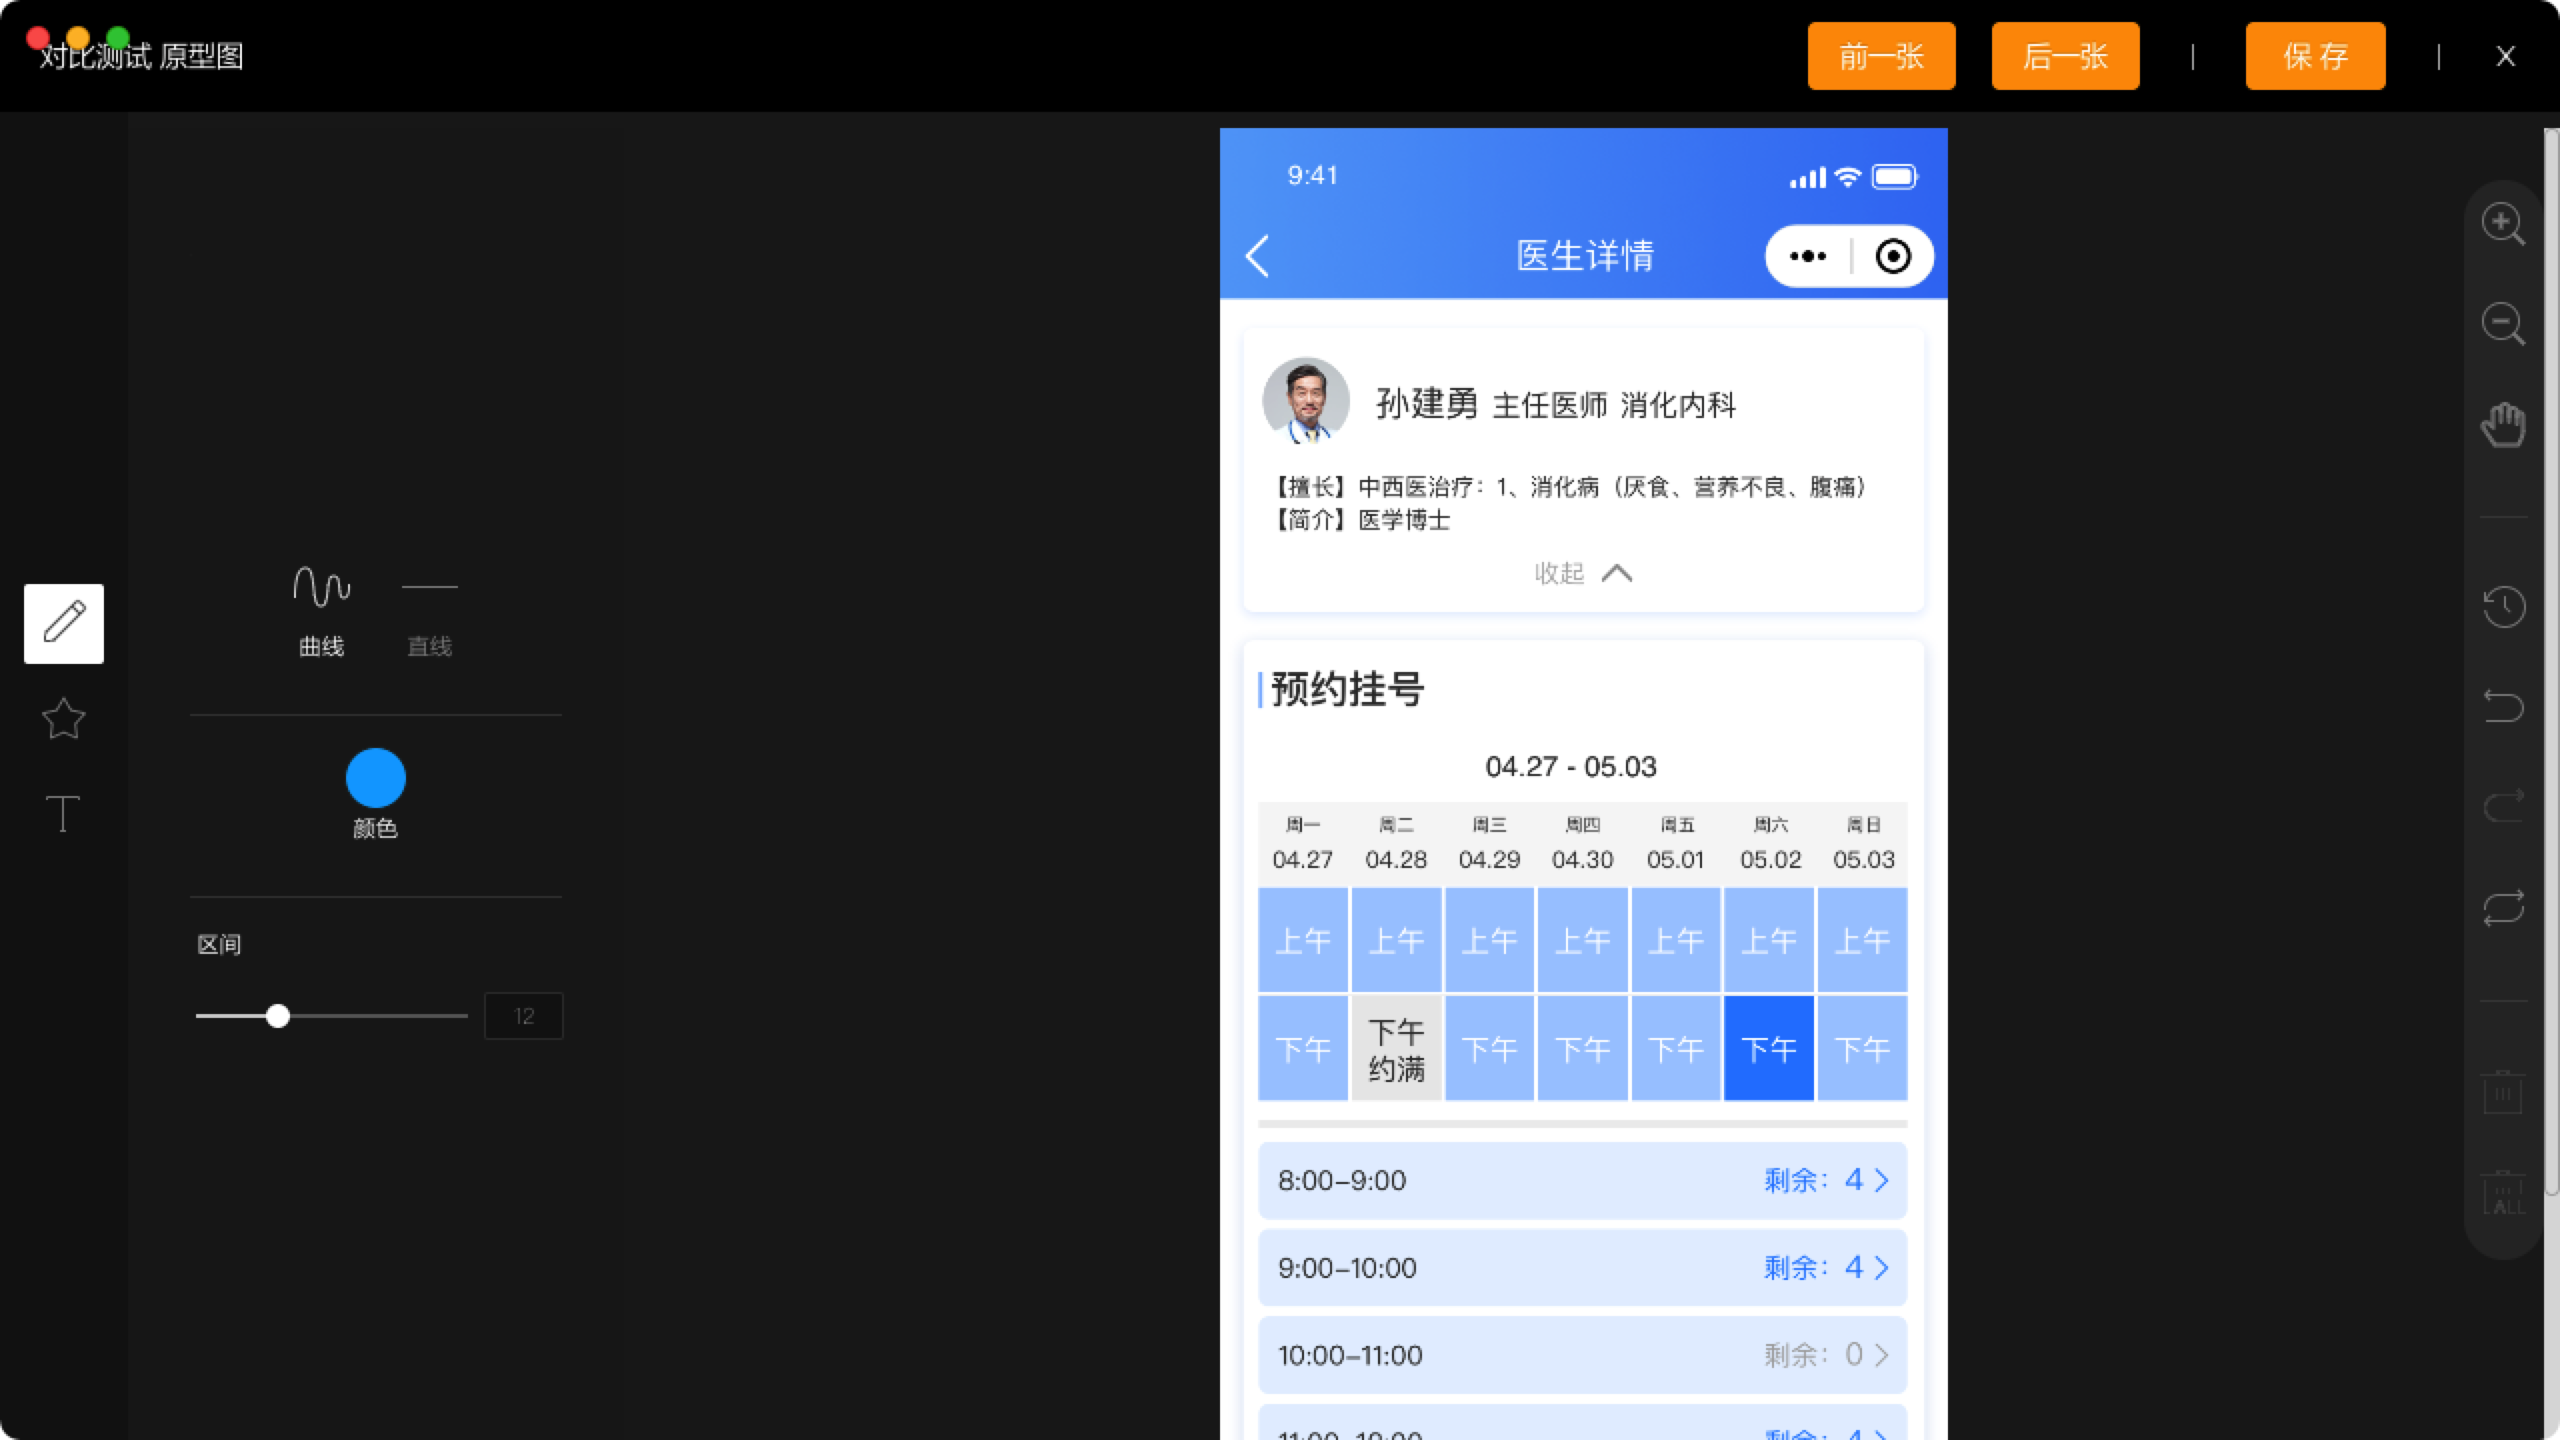 对比测试 原型图
前一张 后一张 | 保 存 | X
9:41
医生详情
孙建勇 主任医师 消化内科
【擅长】中西医治疗：1、消化病（厌食、营养不良、腹痛）
【简介】医学博士
收起
曲线 直线
预约挂号
04.27 - 05.03
颜色
周一 周二 周三 周四 周五 周六 周日
04.27 04.28 04.29 04.30 05.01 05.02 05.03
区间
上午 上午 上午 上午 上午 上午 上午
12
下午 下午 下午 下午 下午 下午 下午
约满
8:00–9:00 剩余：4
9:00–10:00 剩余：4
10:00–11:00 剩余：0
ALL